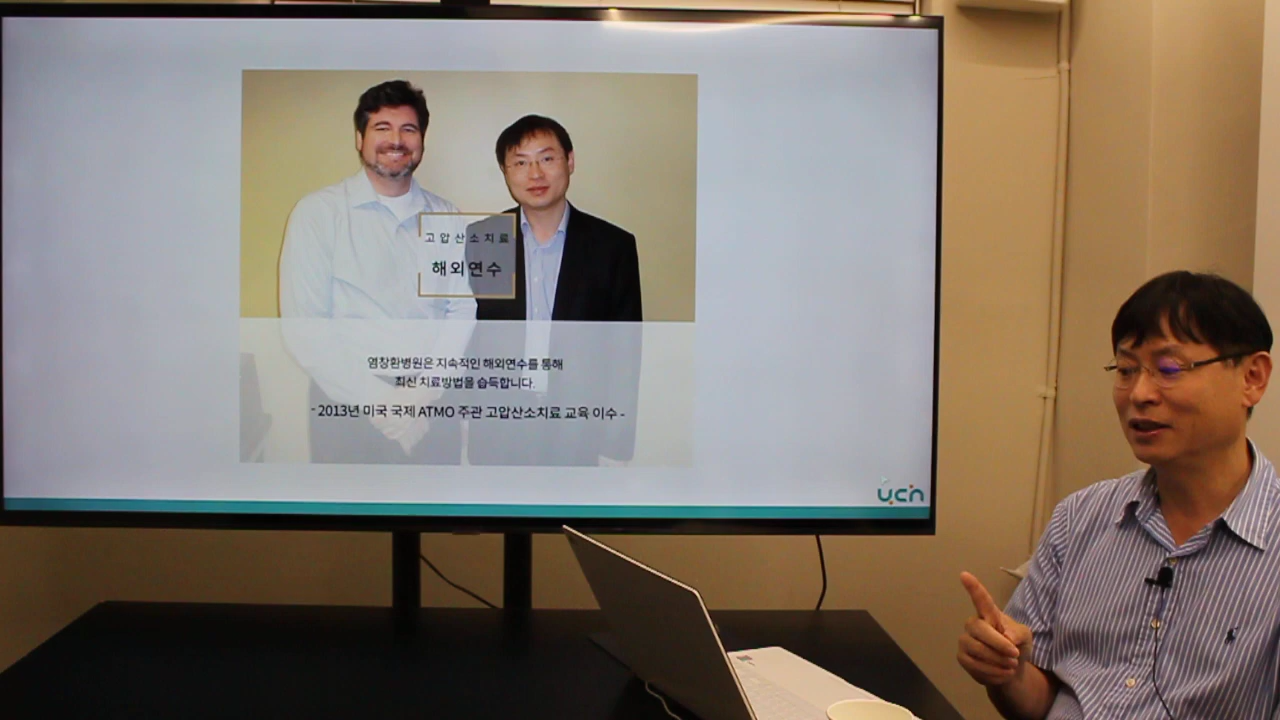 고압산소치료
해외연수
염창환병원은 지속적인 해외연수를 통해
최신 치료방법을 습득합니다.
- 2013년 미국 국제 ATMO 주관 고압산소치료 교육 이수 -
ych